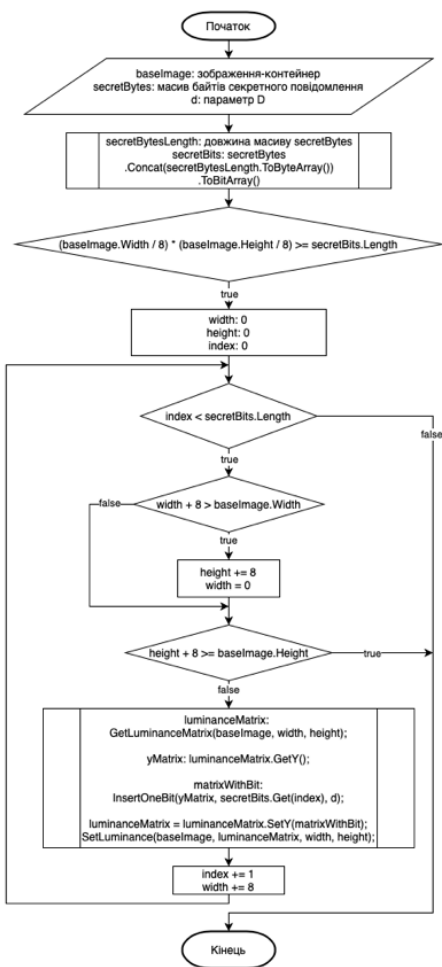 Початок
baseImage: зображення-контейнер
secretBytes: масив байтів секретного повідомлення
d: параметр D
secretBytesLength: довжина масиву secretBytes
secretBits: secretBytes
.Concat(secretBytesLength.ToByteArray())
.ToBitArray()
(baseImage.Width / 8) * (baseImage.Height / 8) >= secretBits.Length
true
width: 0
height: 0
index: 0
index < secretBits.Length
false
true
width + 8 > baseImage.Width
false
true
height += 8
width = 0
height + 8 >= baseImage.Height
true
false
luminanceMatrix:
GetLuminanceMatrix(baseImage, width, height);
yMatrix: luminanceMatrix.GetY();
matrixWithBit:
InsertOneBit(yMatrix, secretBits.Get(index), d);
luminanceMatrix = luminanceMatrix.SetY(matrixWithBit);
SetLuminance(baseImage, luminanceMatrix, width, height);
index += 1
width += 8
Кінець